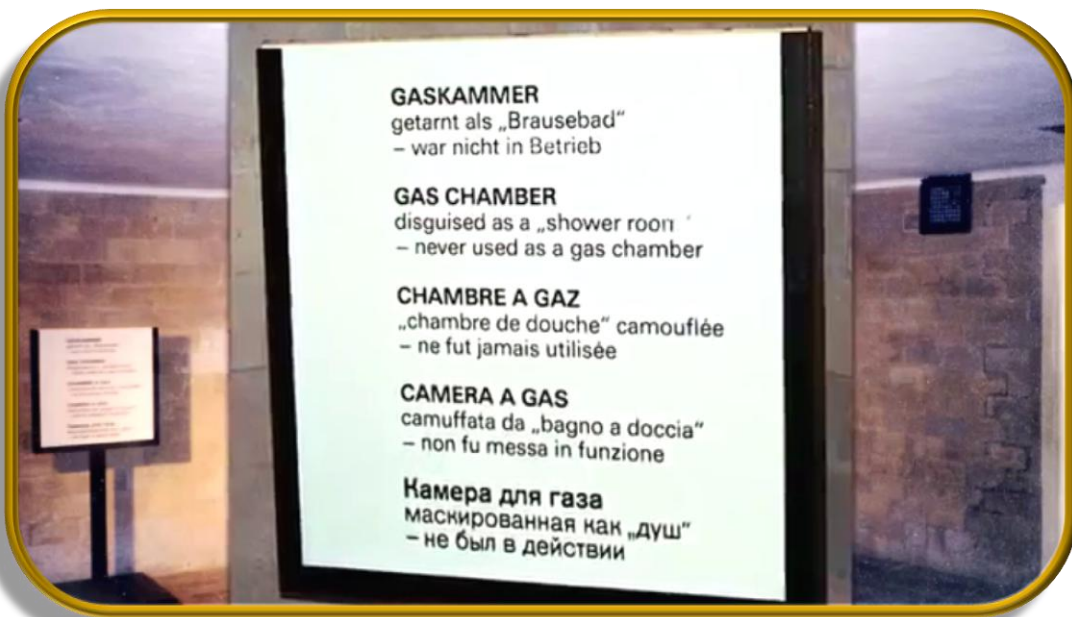 GASKAMMER
getarnt als „Brausebad“
– war nicht in Betrieb
GAS CHAMBER
disguised as a „shower roon
– never used as a gas chamber
CHAMBRE A GAZ
„chambre de douche“ camouflée
– ne fut jamais utilisée
CAMERA A GAS
camuffata da „bagno a doccia“
– non fu messa in funzione
Камера для газа
маскированная как „душ“
– не был в действии